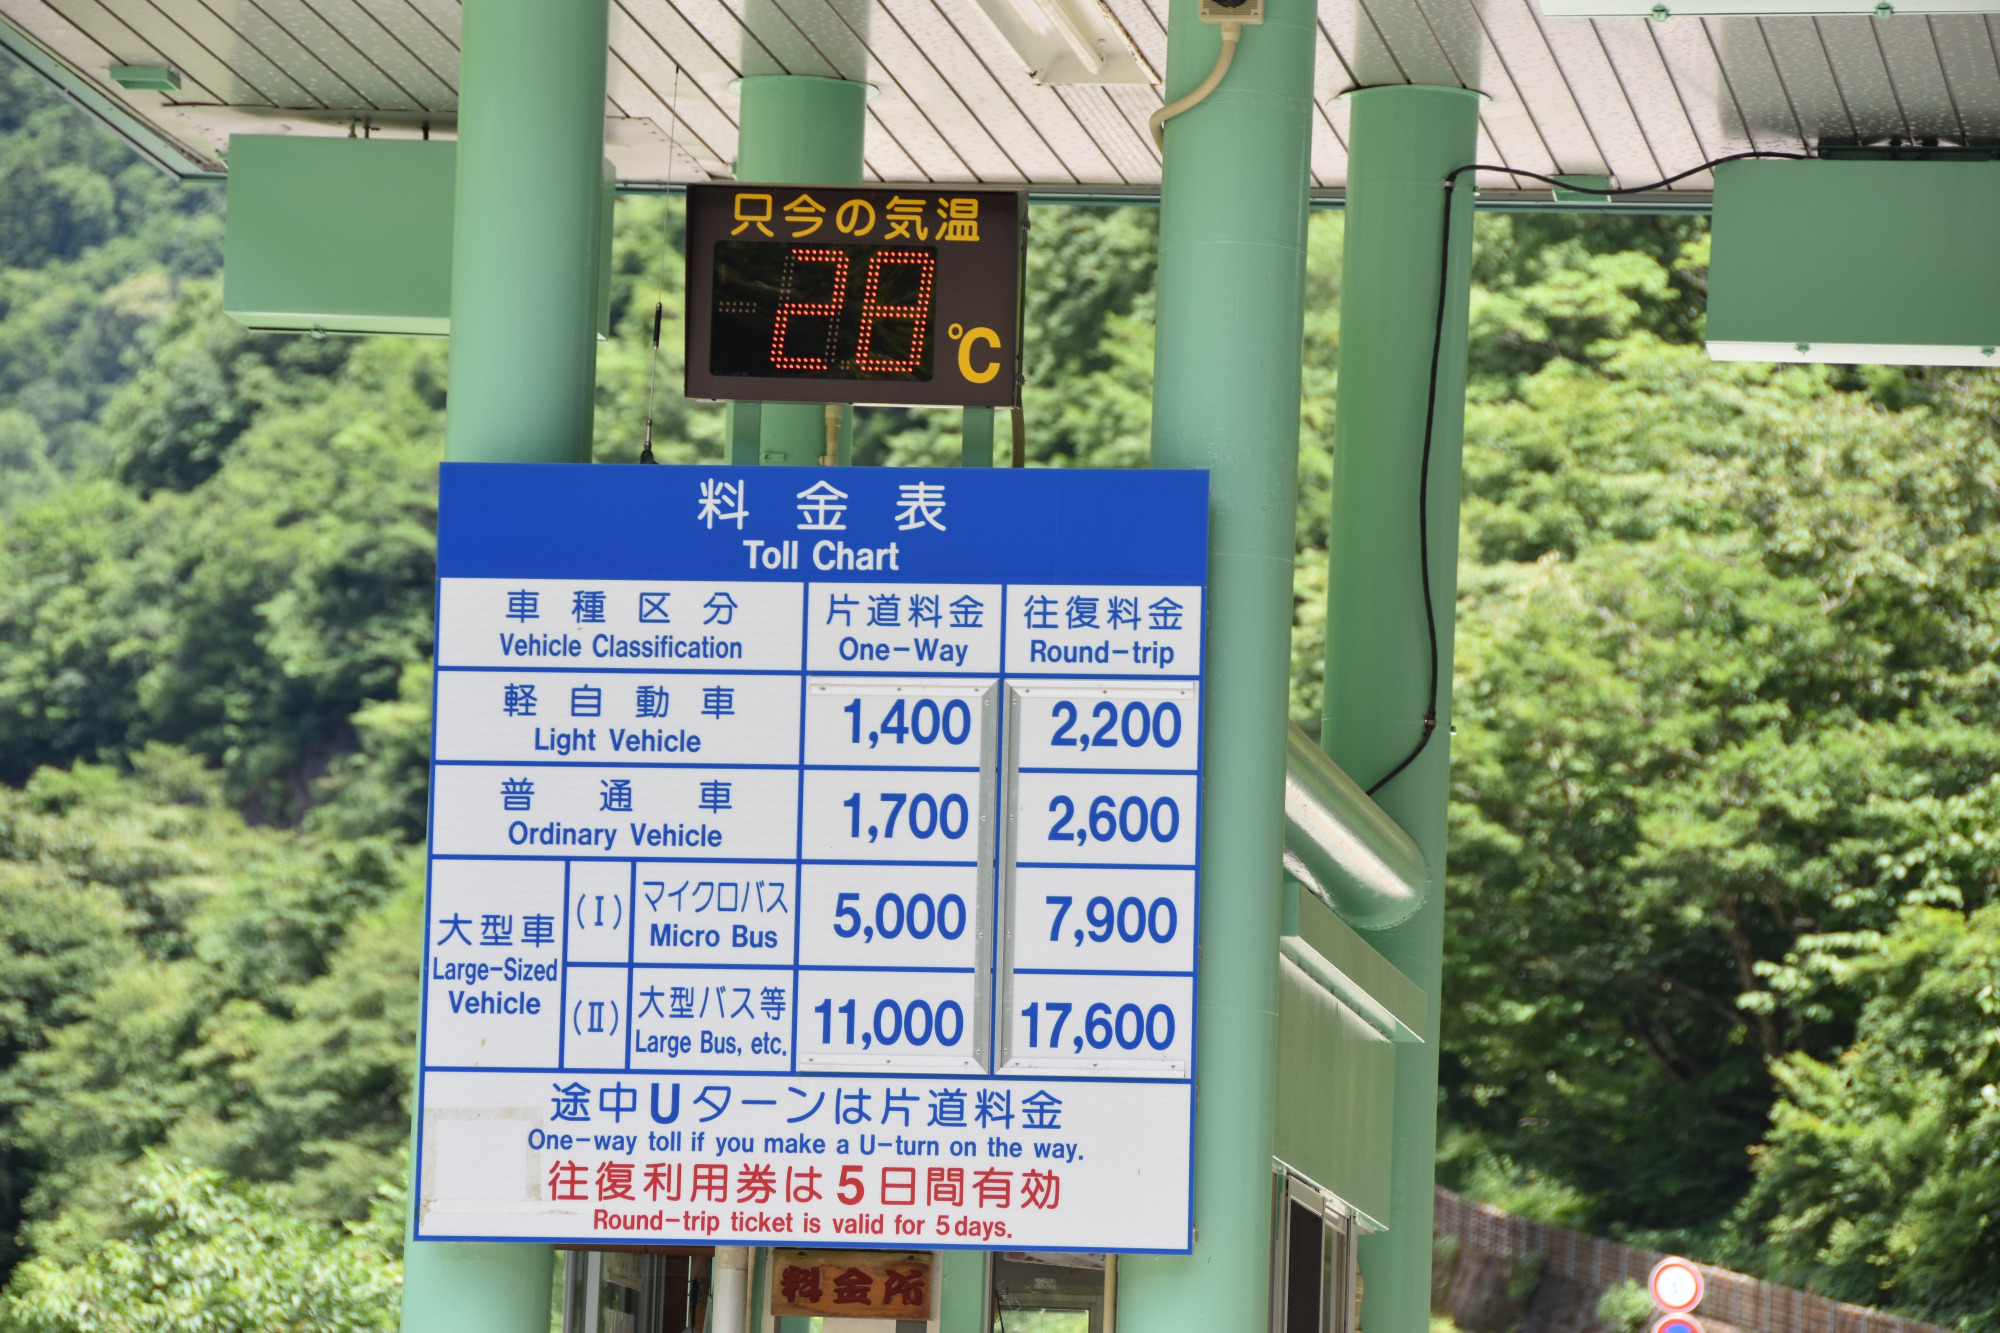 只今の気温
28
℃
料金表
Toll Chart
車種区分
Vehicle Classification
片道料金
One-Way
往復料金
Round-trip
軽自動車
Light Vehicle
1,400
2,200
普通車
Ordinary Vehicle
1,700
2,600
大型車
Large-Sized
Vehicle
(Ⅰ)
マイクロバス
Micro Bus
5,000
7,900
(Ⅱ)
大型バス等
Large Bus, etc.
11,000
17,600
途中Uターンは片道料金
One-way toll if you make a U-turn on the way.
往復利用券は5日間有効
Round-trip ticket is valid for 5 days.
料金所